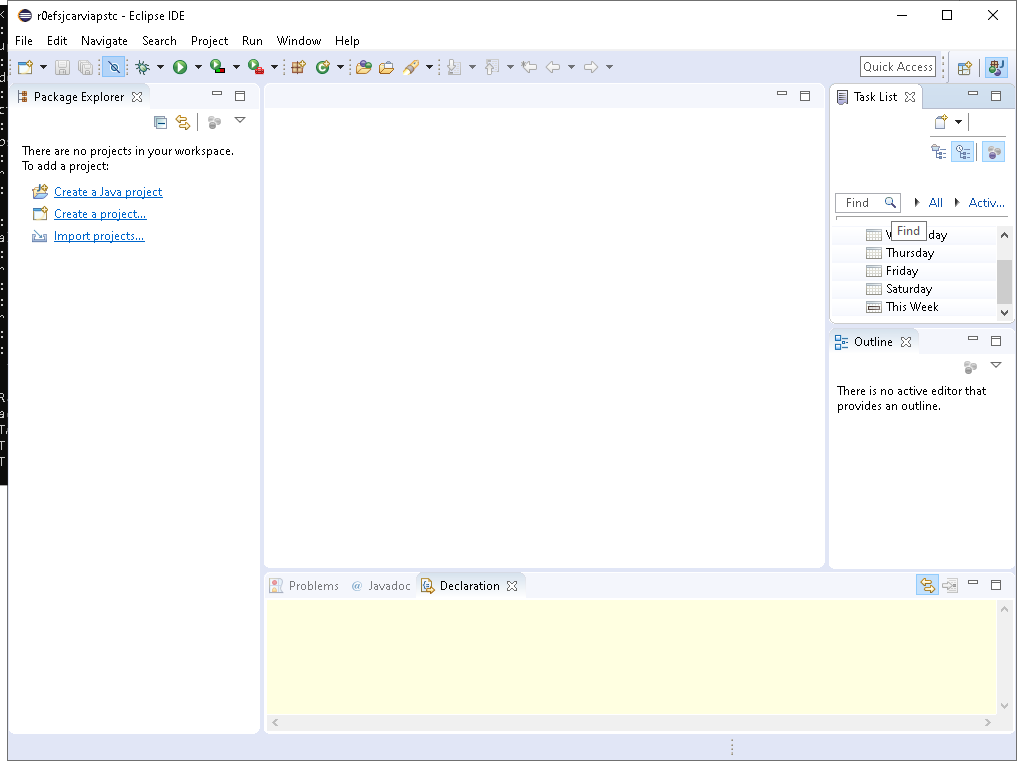 r0efsjcarviapstc - Eclipse IDE
File Edit Navigate Search Project Run Window Help
Quick Access
Package Explorer
Task List
There are no projects in your workspace.
To add a project:
Create a Java project
Create a project...
Import projects...
Find All Activ...
Find
day
Thursday
Friday
Saturday
This Week
Outline
There is no active editor that
provides an outline.
Problems @ Javadoc Declaration